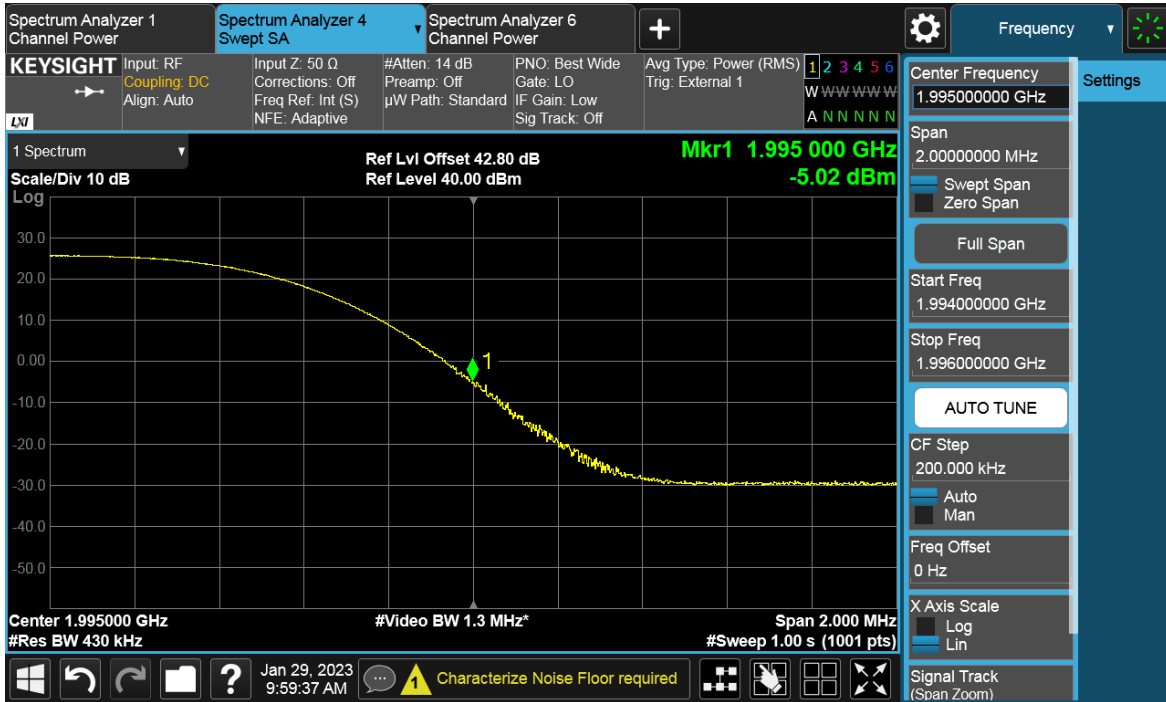 Spectrum Analyzer 1
Channel Power
Spectrum Analyzer 4
Swept SA
Spectrum Analyzer 6
Channel Power
Frequency
KEYSIGHT
LXI
Input: RF
Coupling: DC
Align: Auto
Input Z: 50 Ω
Corrections: Off
Freq Ref: Int (S)
NFE: Adaptive
#Atten: 14 dB
Preamp: Off
µW Path: Standard
PNO: Best Wide
Gate: LO
IF Gain: Low
Sig Track: Off
Avg Type: Power (RMS)
Trig: External 1
1 2 3 4 5 6
W W W W W W
A N N N N N
1 Spectrum
Scale/Div 10 dB
Log
Ref Lvl Offset 42.80 dB
Ref Level 40.00 dBm
Mkr1 1.995 000 GHz
-5.02 dBm
30.0
20.0
10.0
0.00
-10.0
-20.0
-30.0
-40.0
-50.0
1
Center 1.995000 GHz
#Res BW 430 kHz
#Video BW 1.3 MHz*
Span 2.000 MHz
#Sweep 1.00 s (1001 pts)
?
Jan 29, 2023
9:59:37 AM
1
Characterize Noise Floor required
Center Frequency
1.995000000 GHz
Settings
Span
2.00000000 MHz
Swept Span
Zero Span
Full Span
Start Freq
1.994000000 GHz
Stop Freq
1.996000000 GHz
AUTO TUNE
CF Step
200.000 kHz
Auto
Man
Freq Offset
0 Hz
X Axis Scale
Log
Lin
Signal Track
(Span Zoom)